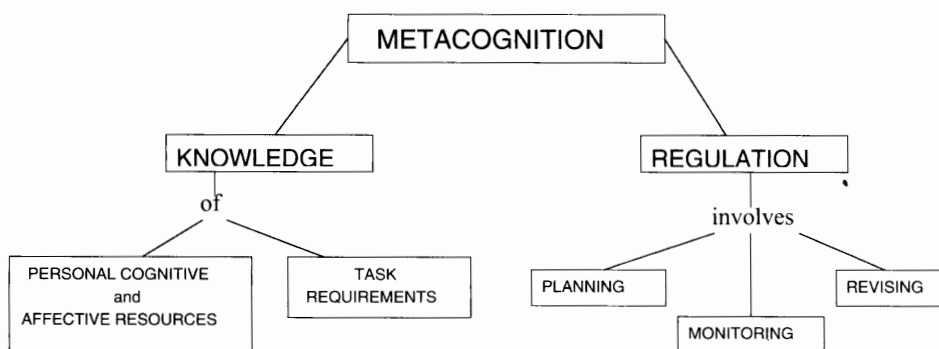 METACOGNITION
KNOWLEDGE
REGULATION
of
involves
PERSONAL COGNITIVE
and
AFFECTIVE RESOURCES
TASK
REQUIREMENTS
PLANNING
MONITORING
REVISING